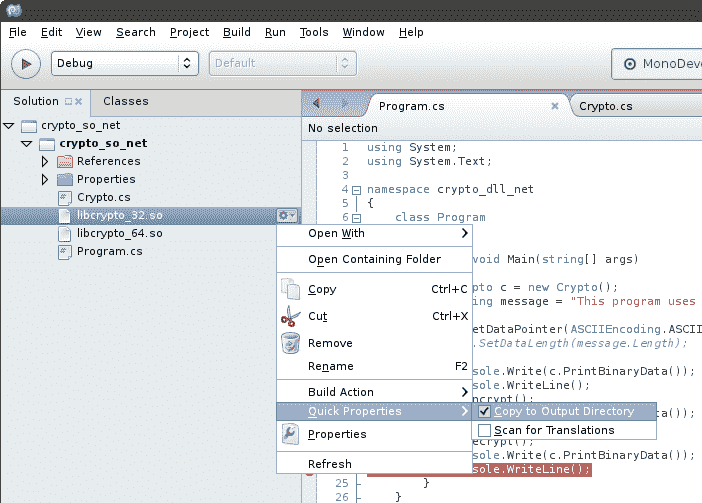 File Edit View Search Project Build Run Tools Window Help
Debug
Default
MonoDeve
Solution
Classes
crypto_so_net
crypto_so_net
References
Properties
Crypto.cs
libcrypto_32.so
libcrypto_64.so
Program.cs
Program.cs
Crypto.cs
No selection
1 using System;
2 using System.Text;
4 namespace crypto_dll_net
5 {
6 class Program
void Main(string[] args)
pto c = new Crypto();
ing message = "This program uses
etDataPointer(ASCIIEncoding.ASCII
.SetDataLength(message.Length);
sole.Write(c.PrintBinaryData());
sole.WriteLine();
ncrypt();
ta());
ecrypt();
sole.Write(c.PrintBinaryData());
sole.WriteLine();
25 }
26 }
Open With
Open Containing Folder
Copy Ctrl+C
Cut Ctrl+X
Remove
Rename F2
Build Action
Quick Properties
Properties
Refresh
Copy to Output Directory
Scan for Translations